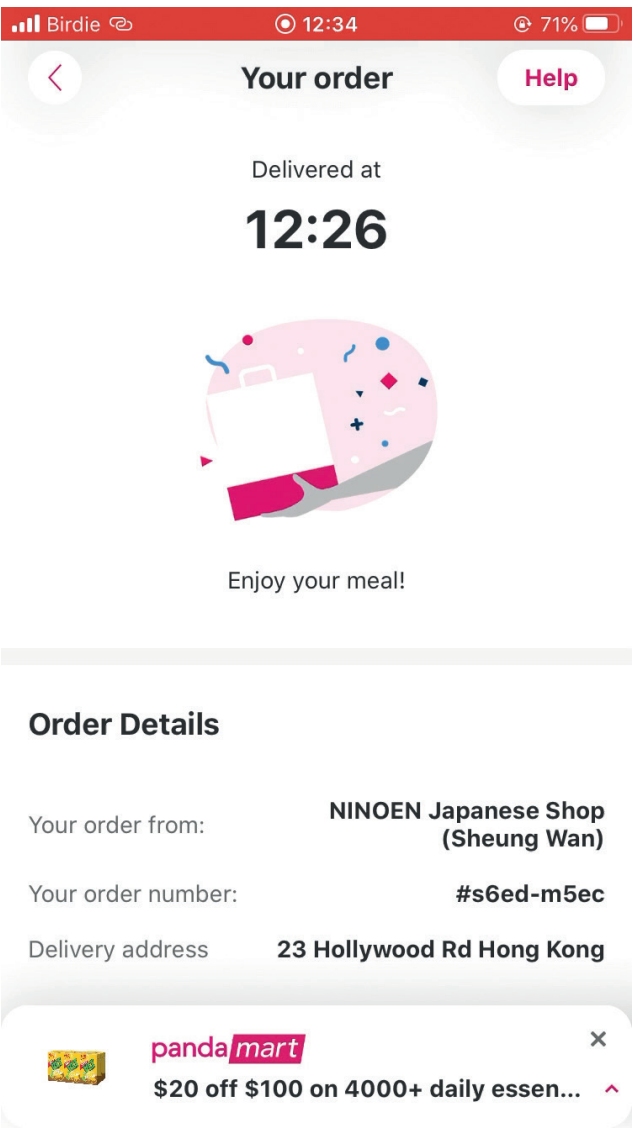 Birdie 12:34 71%
Your order Help
Delivered at
12:26
Enjoy your meal!
Order Details
Your order from: NINOEN Japanese Shop
(Sheung Wan)
Your order number: #s6ed-m5ec
Delivery address 23 Hollywood Rd Hong Kong
pandamart
$20 off $100 on 4000+ daily essen...